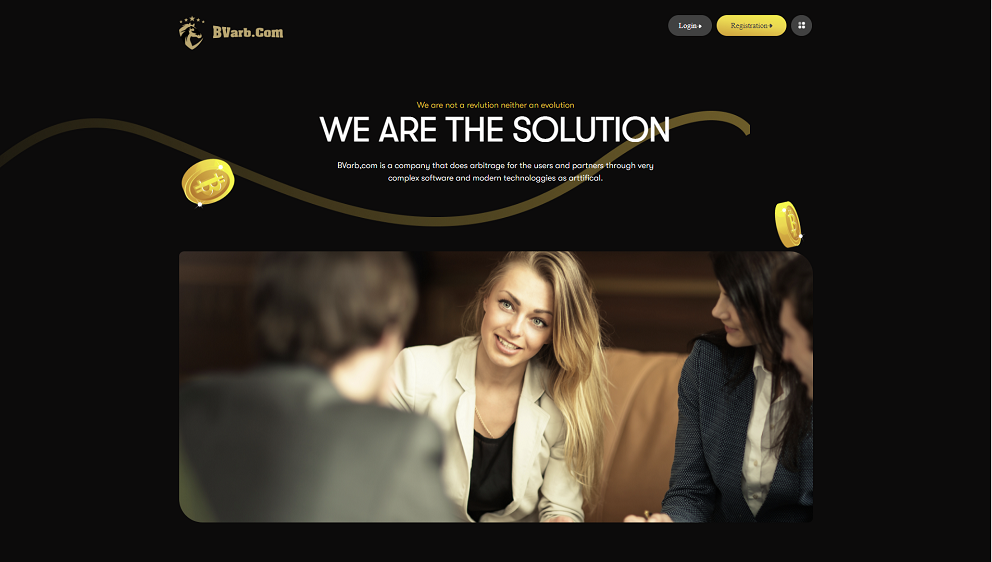 BVarb.Com
Login
Registration
We are not a revlution neither an evolution
WE ARE THE SOLUTION
BVarb,com is a company that does arbitrage for the users and partners through very
complex software and modern technologgies as arttifical.